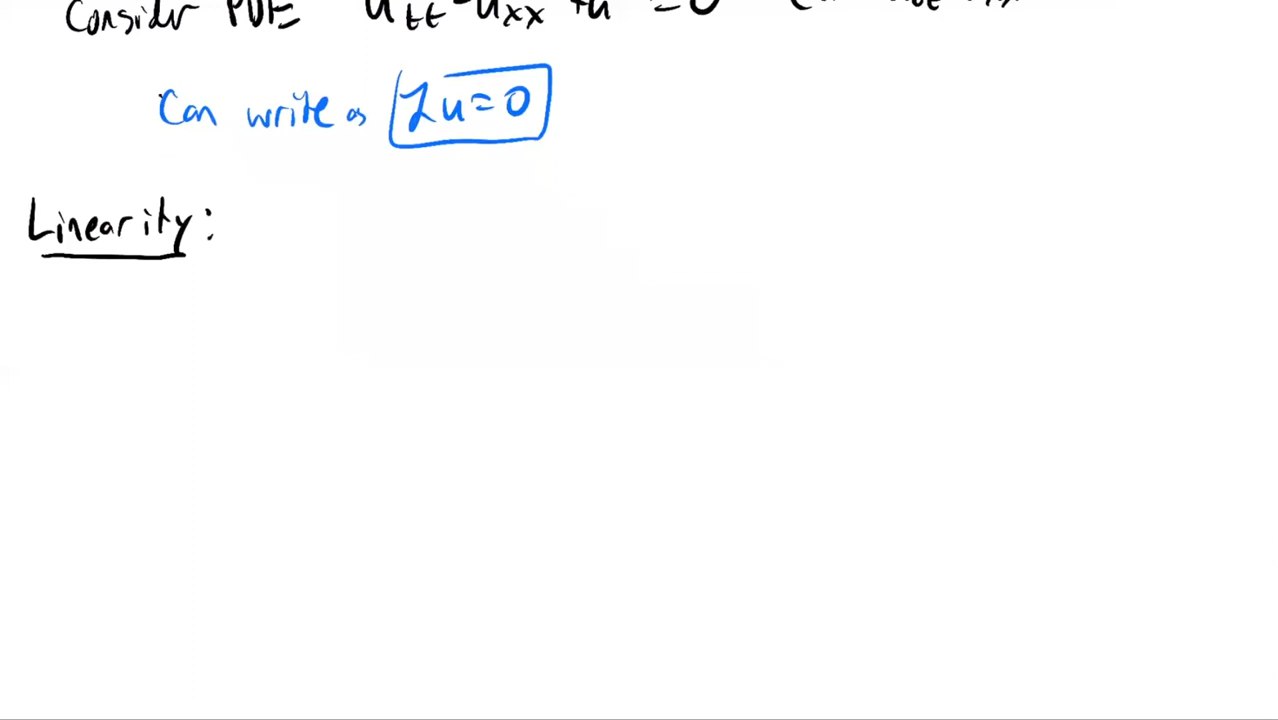 Consider PDE u_tt - u_xx + u = 0
Can write as ℒu = 0
Linearity: